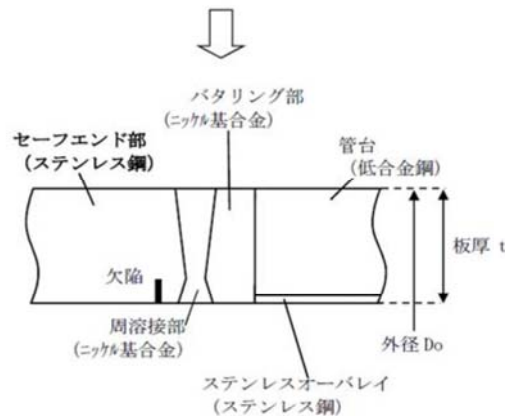 バタリング部
(ニッケル基合金)
セーフエンド部
(ステンレス鋼)
管台
(低合金鋼)
板厚 t
欠陥
周溶接部
(ニッケル基合金)
外径 Do
ステンレスオーバレイ
(ステンレス鋼)